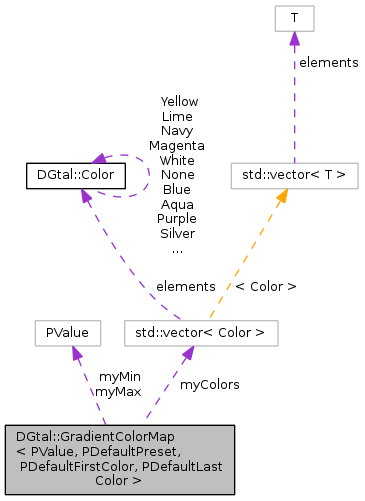 T
elements
Yellow
Lime
Navy
Magenta
White
None
Blue
Aqua
Purple
Silver
...
DGtal::Color
std::vector< T >
elements
< Color >
PValue
std::vector< Color >
myMin
myMax
myColors
DGtal::GradientColorMap
< PValue, PDefaultPreset,
PDefaultFirstColor, PDefaultLast
Color >